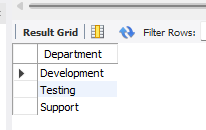 Result Grid Filter Rows:
Department
Development
Testing
Support